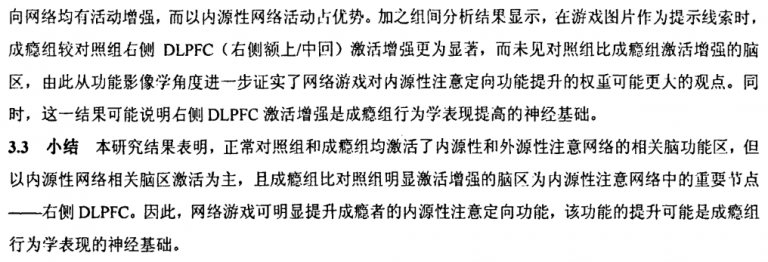 向网络均有活动增强，而以内源性网络活动占优势。加之组间分析结果显示，在游戏图片作为提示线索时，
成瘾组较对照组右侧 DLPFC（右侧额上/中回）激活增强更为显著，而未见对照组比成瘾组激活增强的脑
区，由此从功能影像学角度进一步证实了网络游戏对内源性注意定向功能提升的权重可能更大的观点。同
时，这一结果可能说明右侧 DLPFC 激活增强是成瘾组行为学表现提高的神经基础。
3.3 小结 本研究结果表明，正常对照组和成瘾组均激活了内源性和外源性注意网络的相关脑功能区，但
以内源性网络相关脑区激活为主，且成瘾组比对照组明显激活增强的脑区为内源性注意网络中的重要节点
——右侧 DLPFC。因此，网络游戏可明显提升成瘾者的内源性注意定向功能，该功能的提升可能是成瘾组
行为学表现的神经基础。